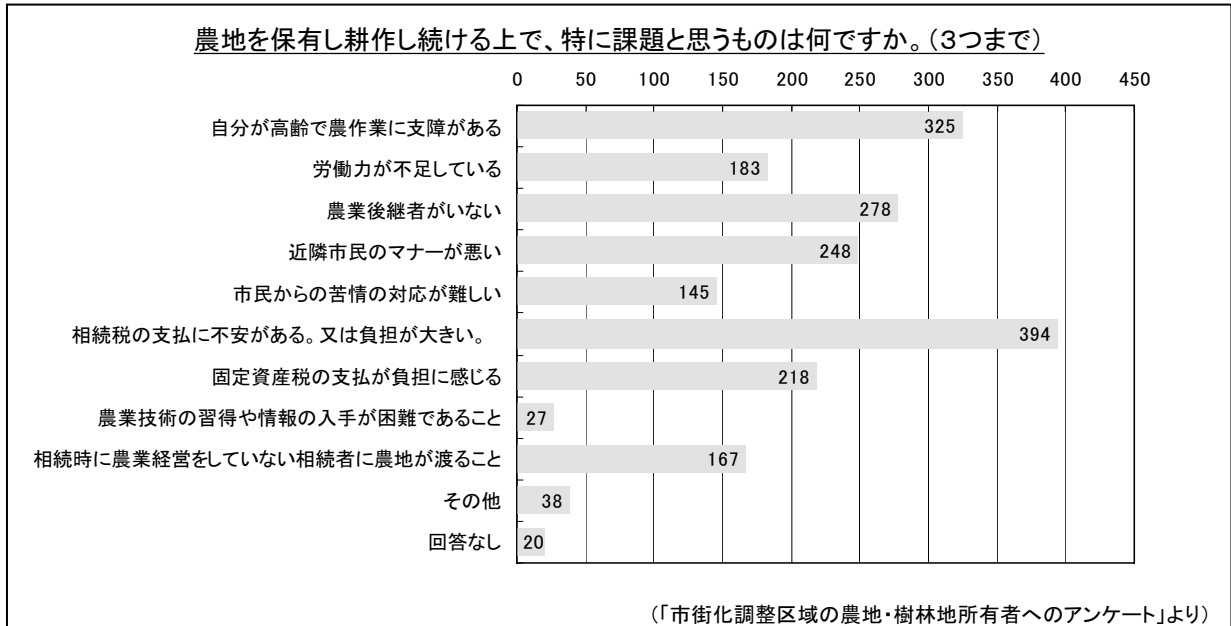 農地を保有し耕作し続ける上で、特に課題と思うものは何ですか。(3つまで)
0 50 100 150 200 250 300 350 400 450
自分が高齢で農作業に支障がある 325
労働力が不足している 183
農業後継者がいない 278
近隣市民のマナーが悪い 248
市民からの苦情の対応が難しい 145
相続税の支払に不安がある。又は負担が大きい。 394
固定資産税の支払が負担に感じる 218
農業技術の習得や情報の入手が困難であること 27
相続時に農業経営をしていない相続者に農地が渡ること 167
その他 38
回答なし 20
(「市街化調整区域の農地・樹林地所有者へのアンケート」より)